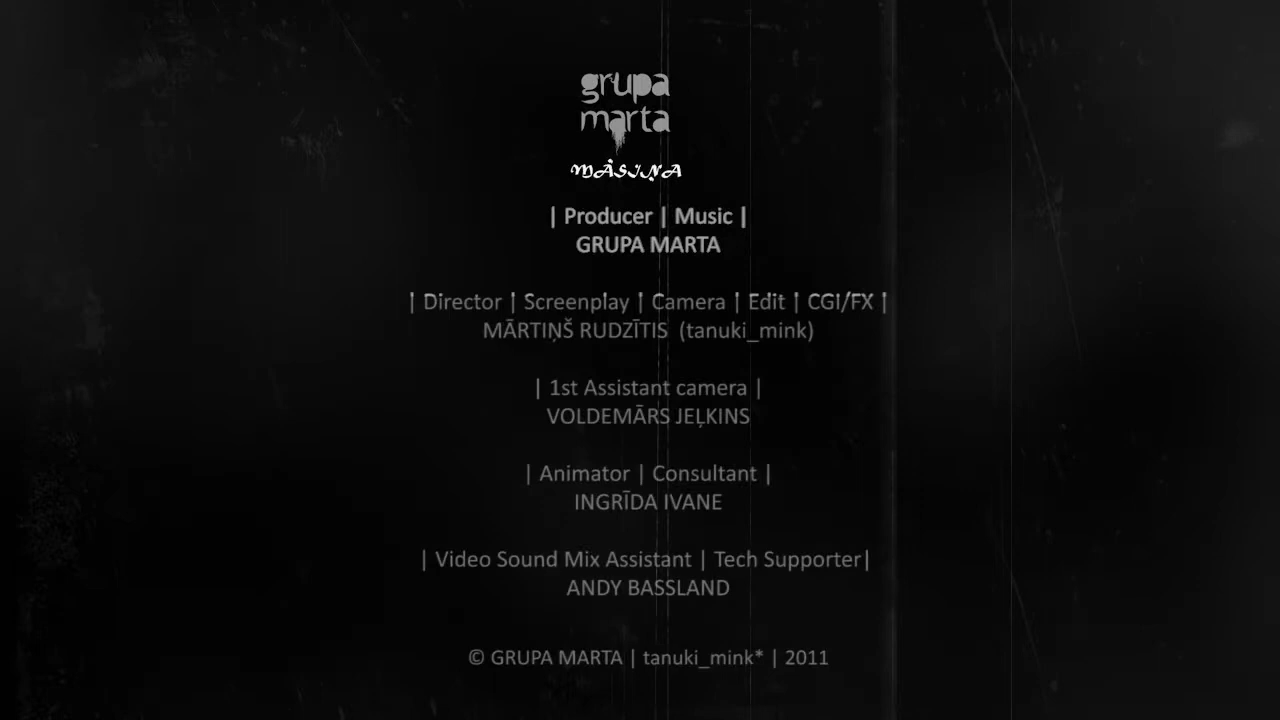 grupa
marta
MÅSIŅA
| Producer | Music |
GRUPA MARTA
| Director | Screenplay | Camera | Edit | CGI/FX |
MĀRTIŅŠ RUDZĪTIS (tanuki_mink)
| 1st Assistant camera |
VOLDEMĀRS JEĻKINS
| Animator | Consultant |
INGRĪDA IVANE
| Video Sound Mix Assistant | Tech Supporter|
ANDY BASSLAND
© GRUPA MARTA | tanuki_mink* | 2011